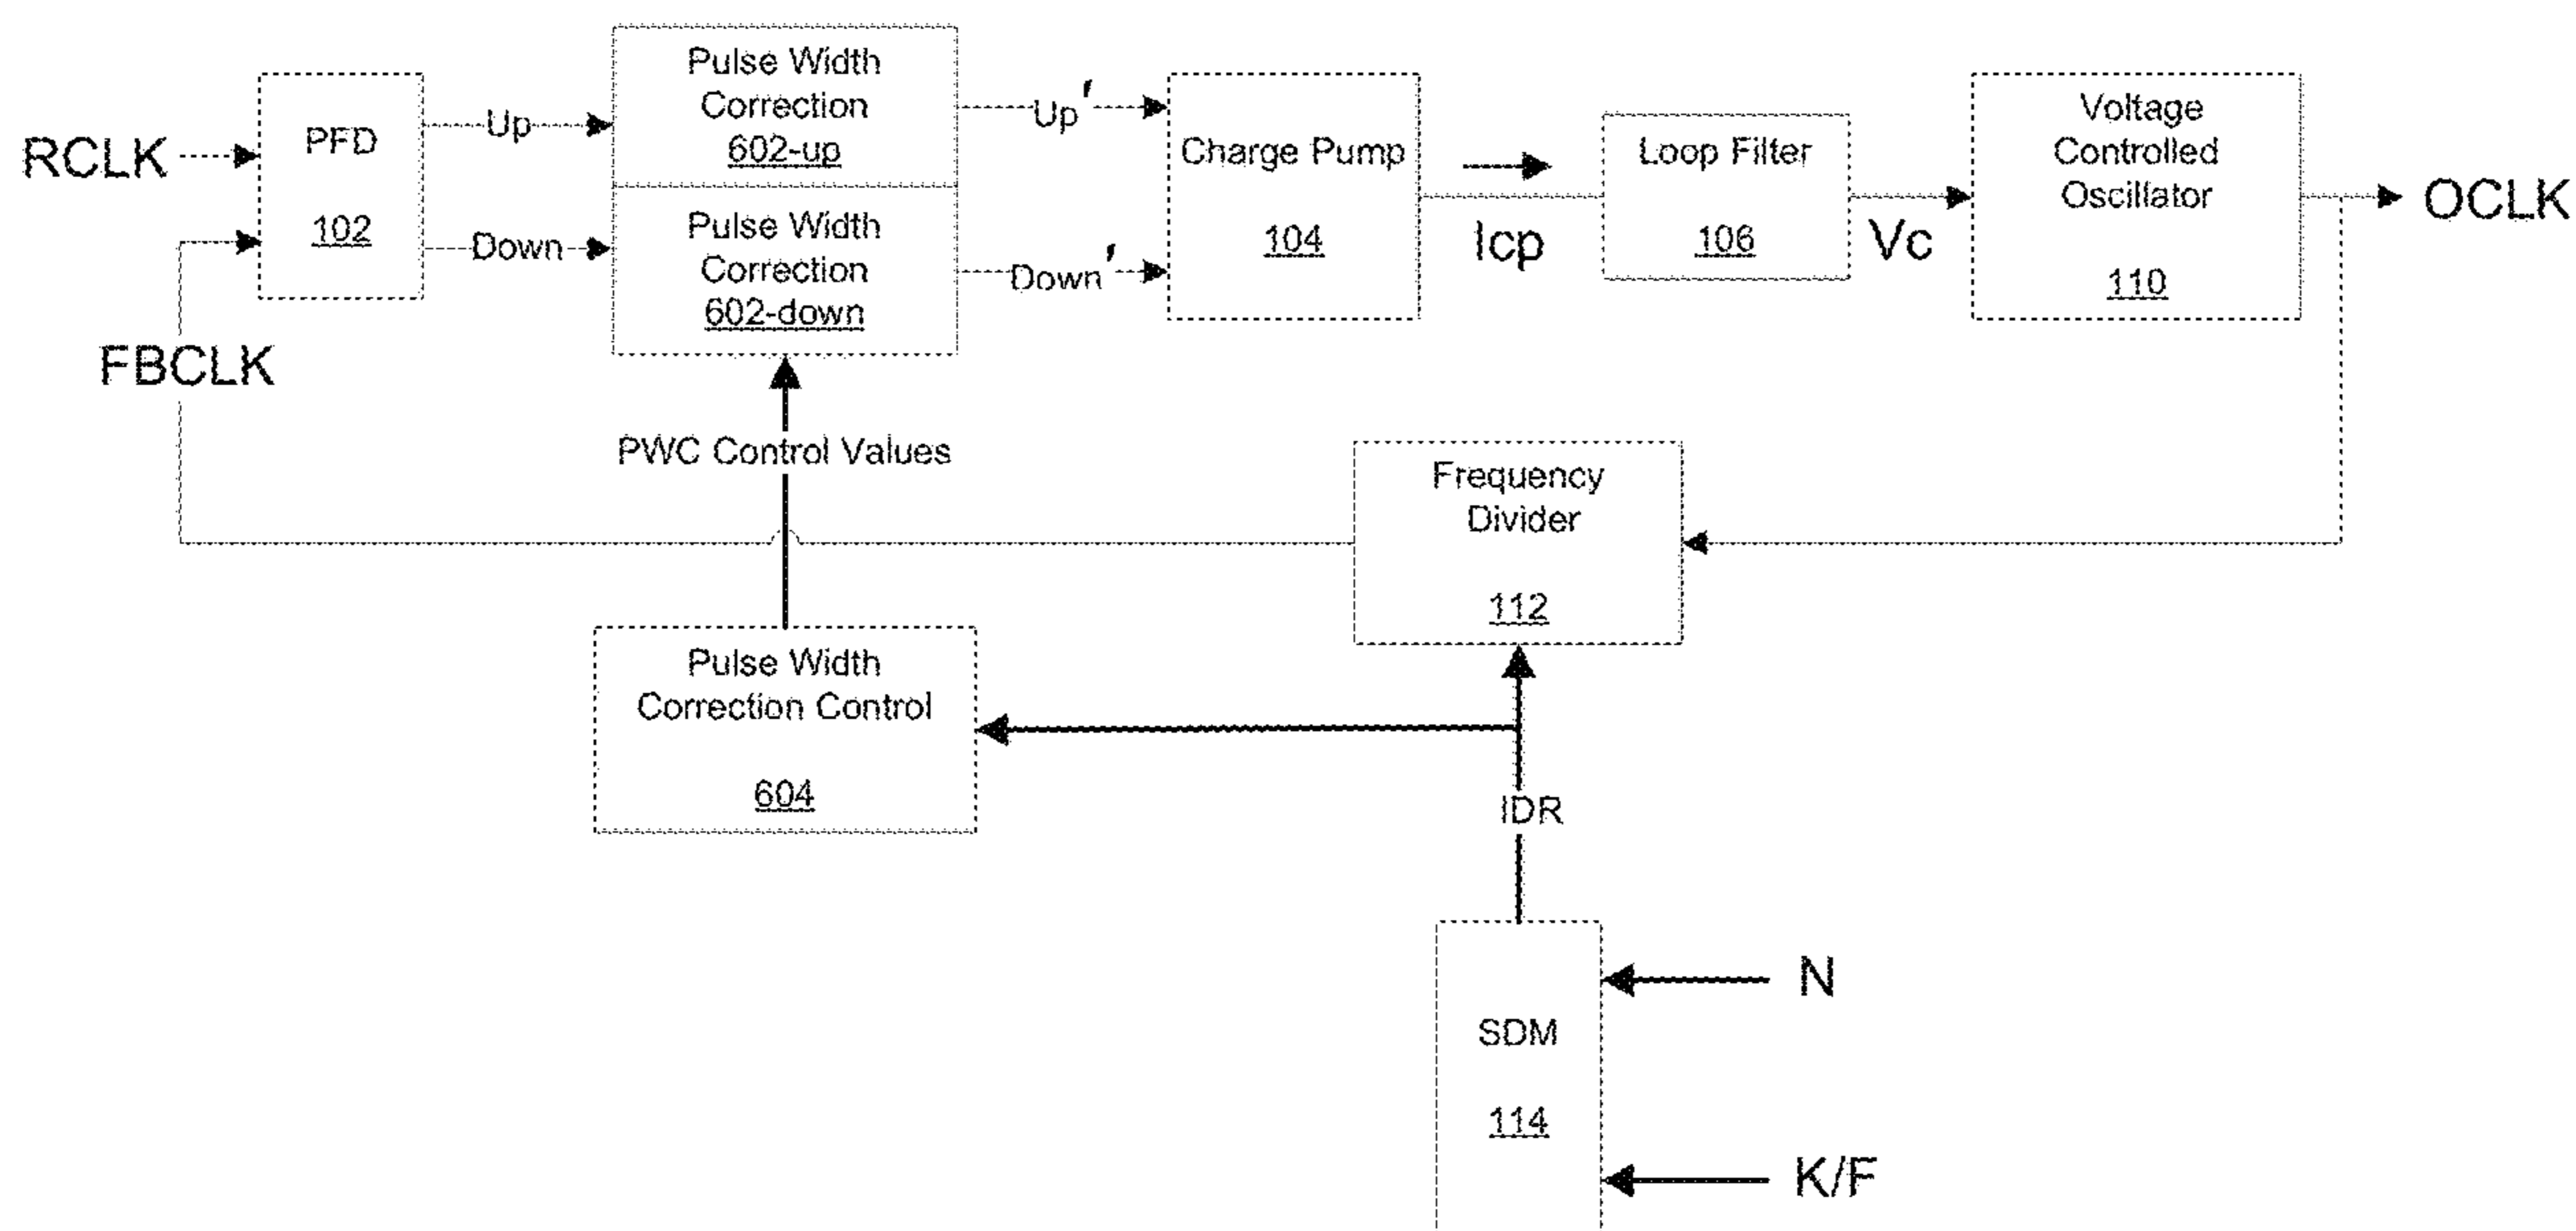 RCLK
FBCLK
PFD
102
Up
Down
Pulse Width
Correction
602-up
Pulse Width
Correction
602-down
Up'
Down'
Charge Pump
104
Icp
Loop Filter
106
Vc
Voltage
Controlled
Oscillator
110
OCLK
PWC Control Values
Frequency
Divider
112
Pulse Width
Correction Control
604
IDR
SDM
114
N
K/F